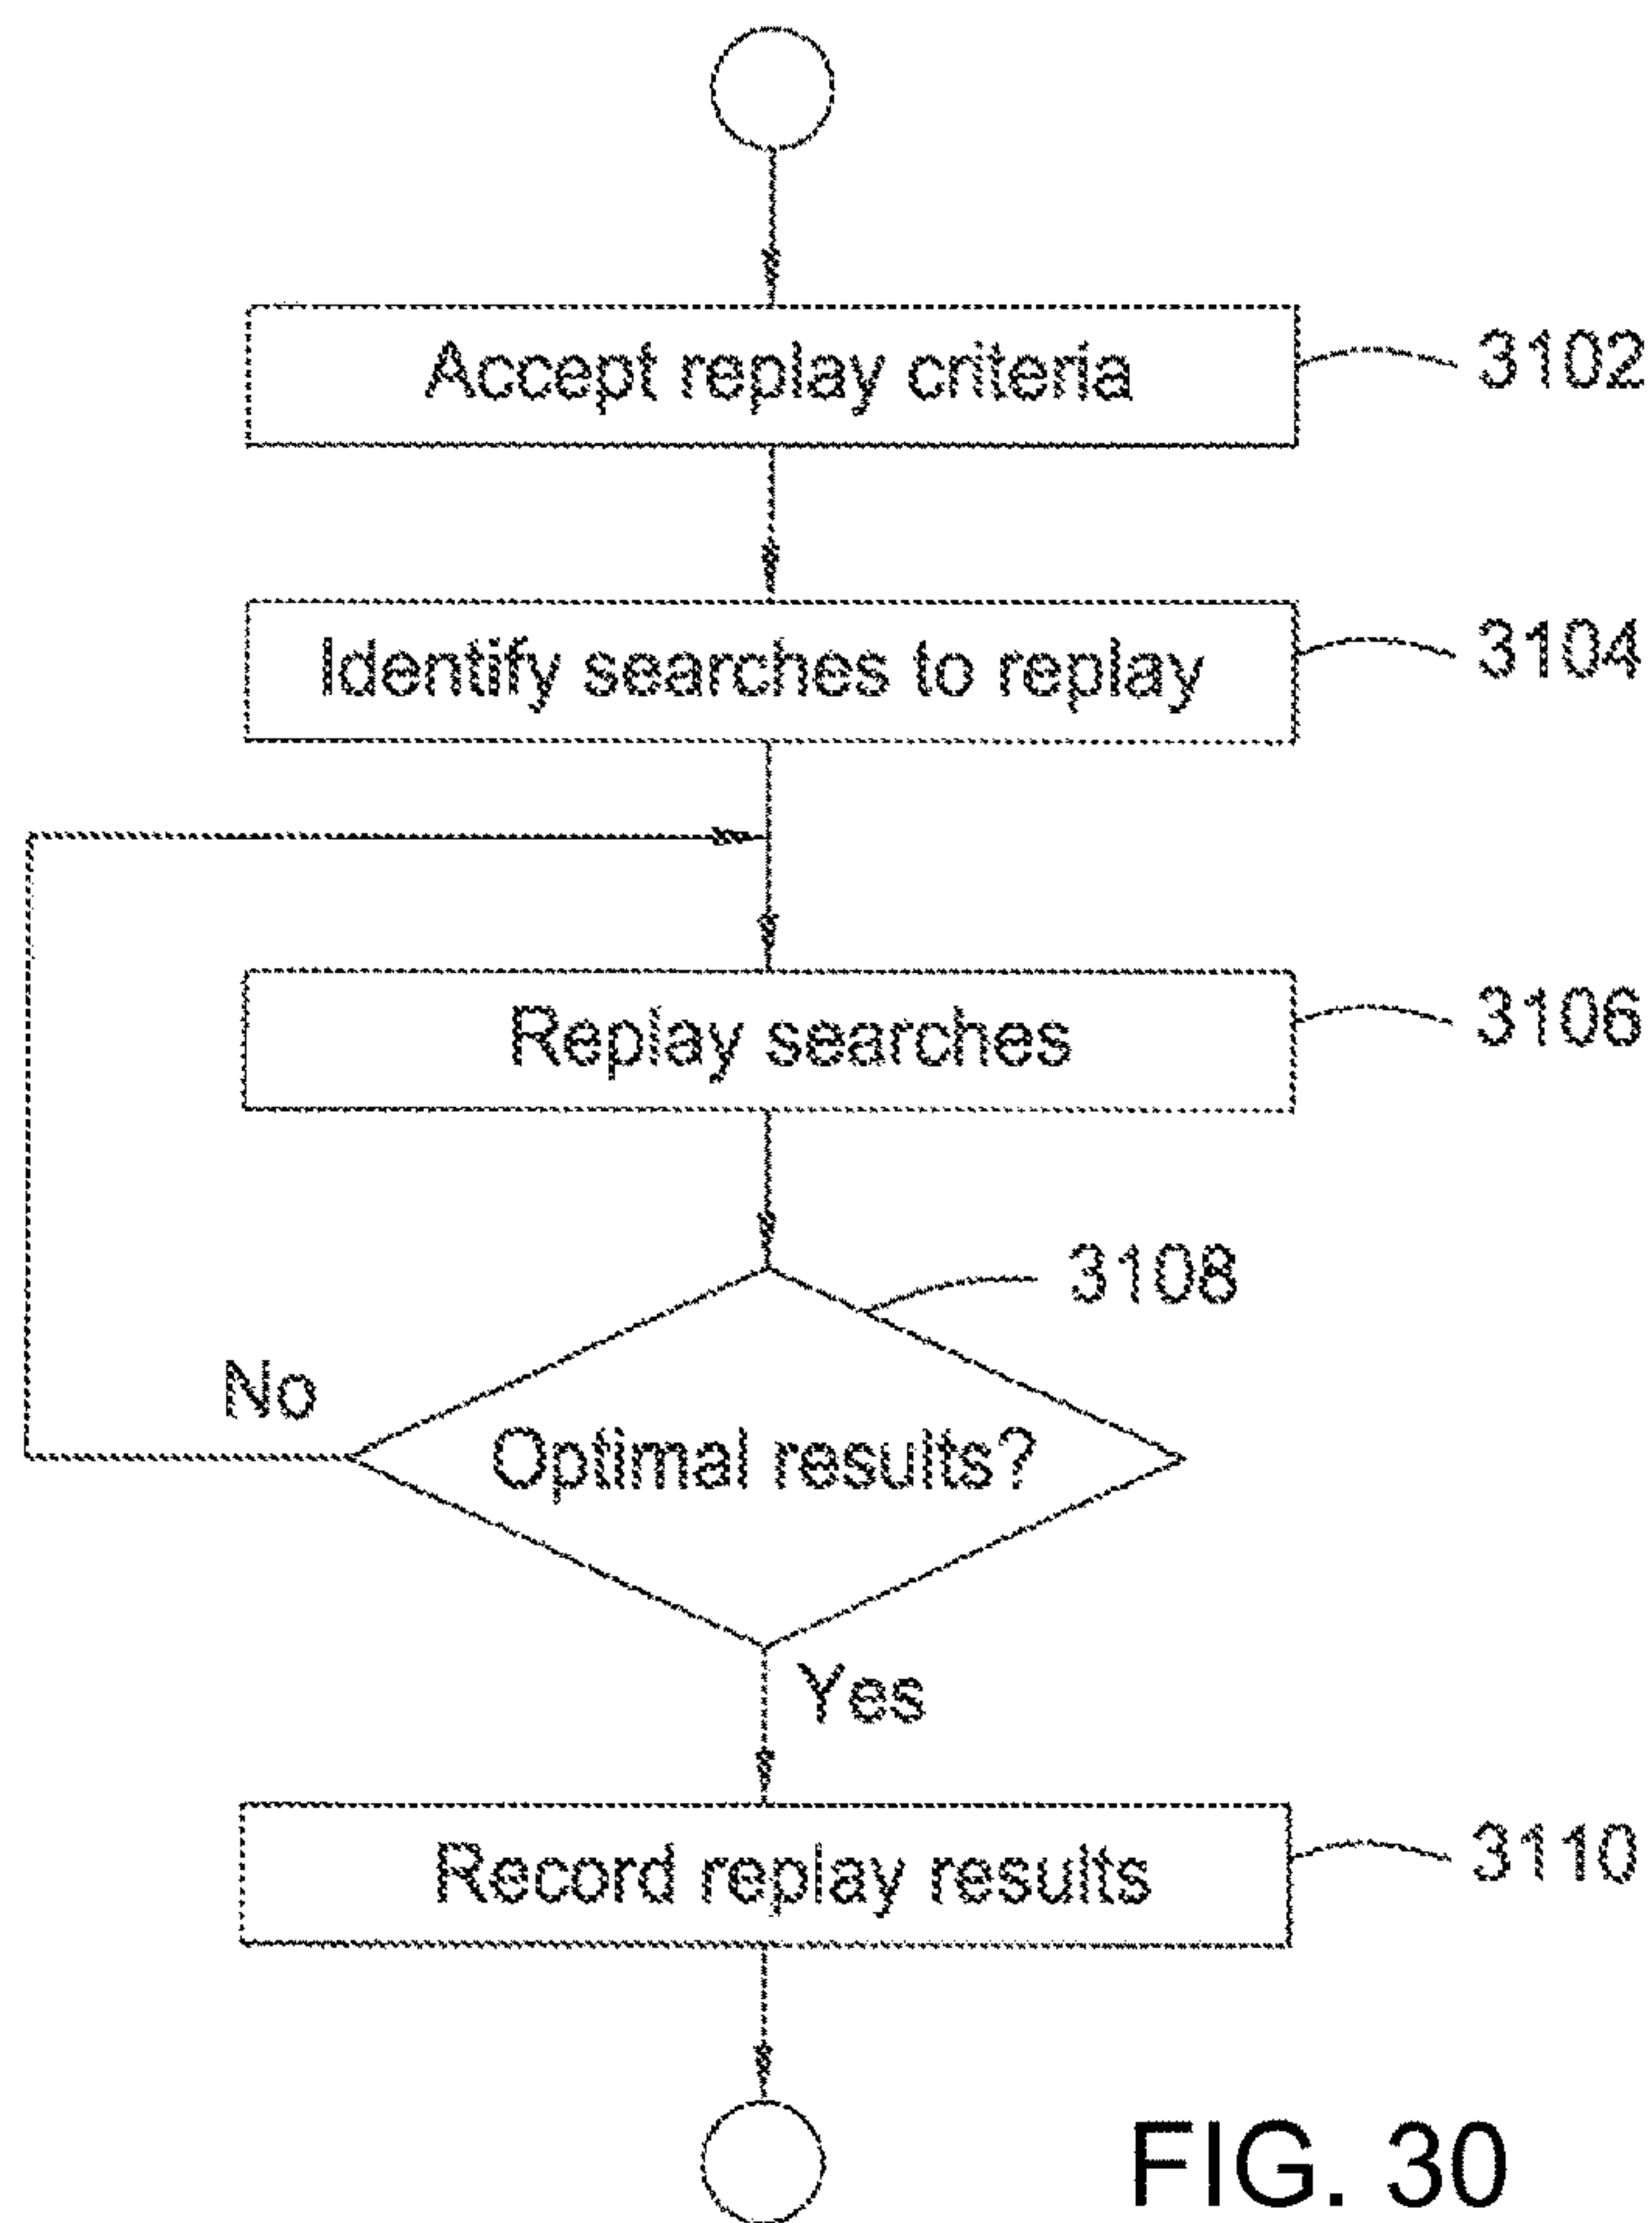 Accept replay criteria
3102
Identify searches to replay
3104
Replay searches
3106
3108
No
Optimal results?
Yes
Record replay results
3110
FIG. 30